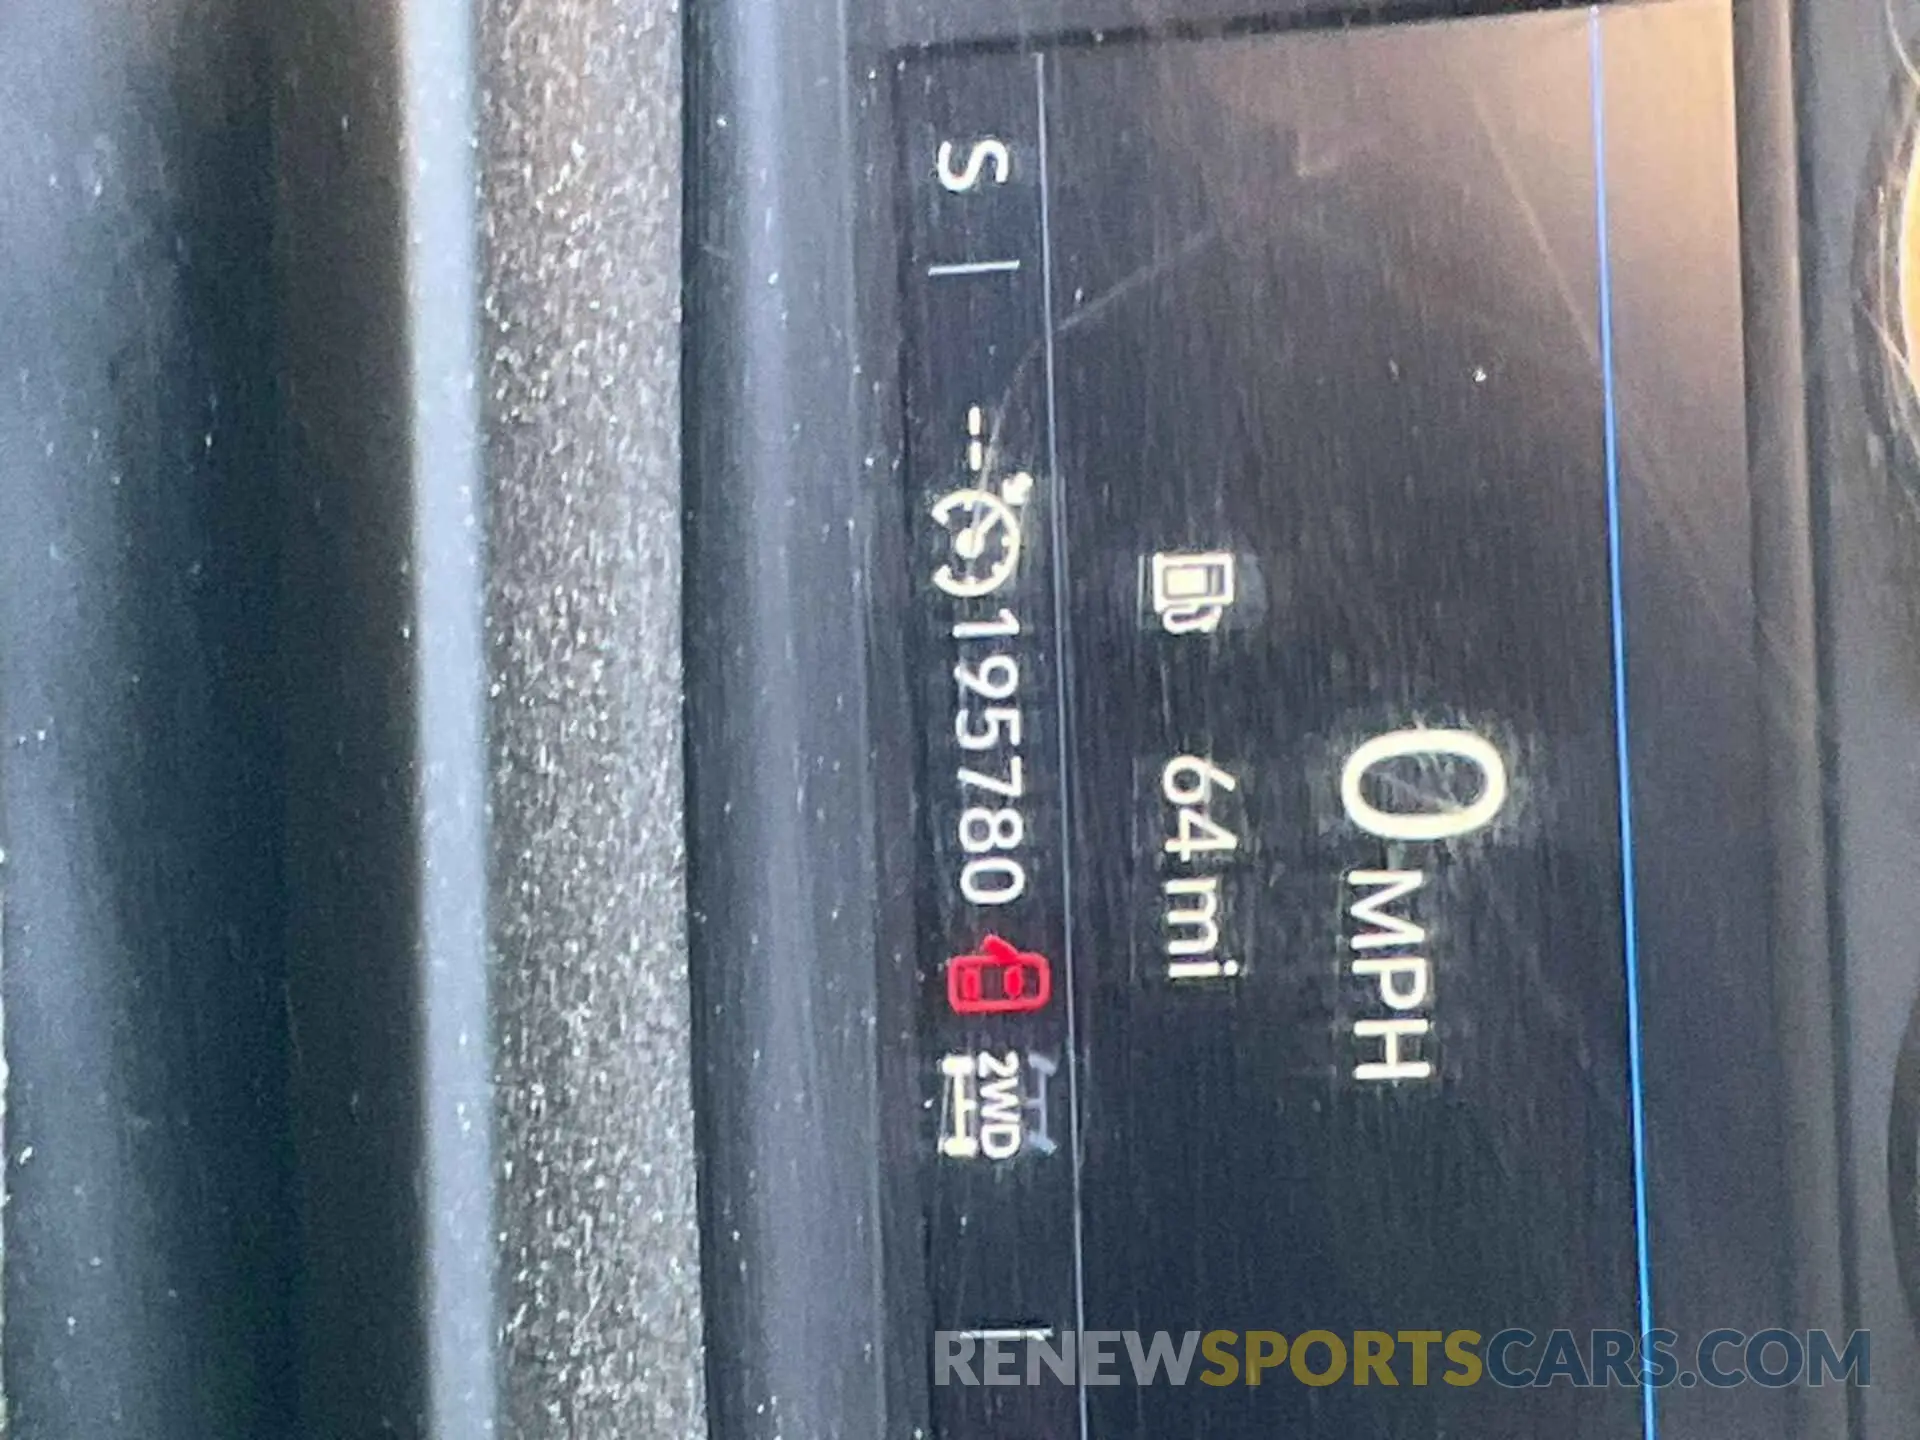 0 MPH
64 mi
S -- 195780 2WD
RENEWSPORTSCARS.COM